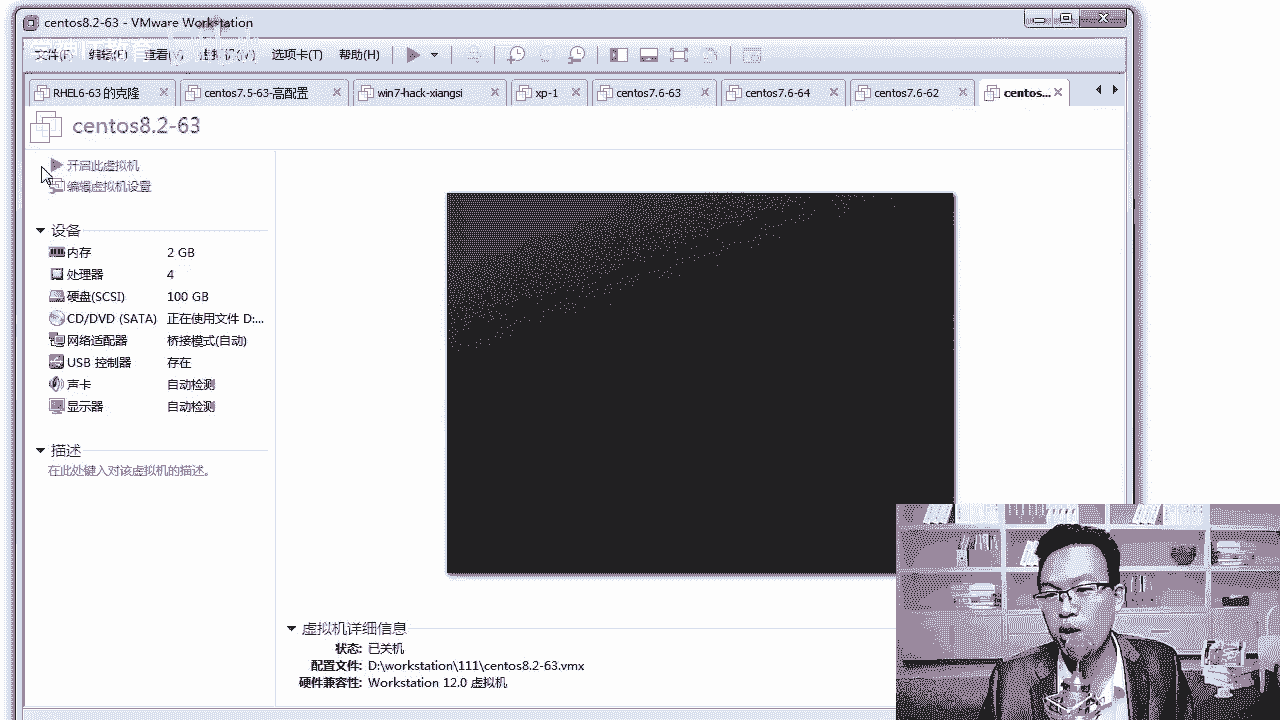 centos8.2-63 - VMware Workstation
文件(F) 编辑(E) 查看(V) 虚拟机(M) 选项卡(T) 帮助(H)
RHEL6-63 的克隆 centos7.5-63-高配置 win7-hack-xiangsi xp-1 centos7.6-63 centos7.6-64 centos7.6-62 centos...
centos8.2-63
开启此虚拟机
编辑虚拟机设置
设备
内存 2 GB
处理器 4
硬盘(SCSI) 100 GB
CD/DVD (SATA) 正在使用文件 D:...
网络适配器 桥接模式(自动)
USB 控制器 存在
声卡 自动检测
显示器 自动检测
描述
在此处键入对该虚拟机的描述。
虚拟机详细信息
状态: 已关机
配置文件: D:\workstation\111\centos8.2-63.vmx
硬件兼容性: Workstation 12.0 虚拟机